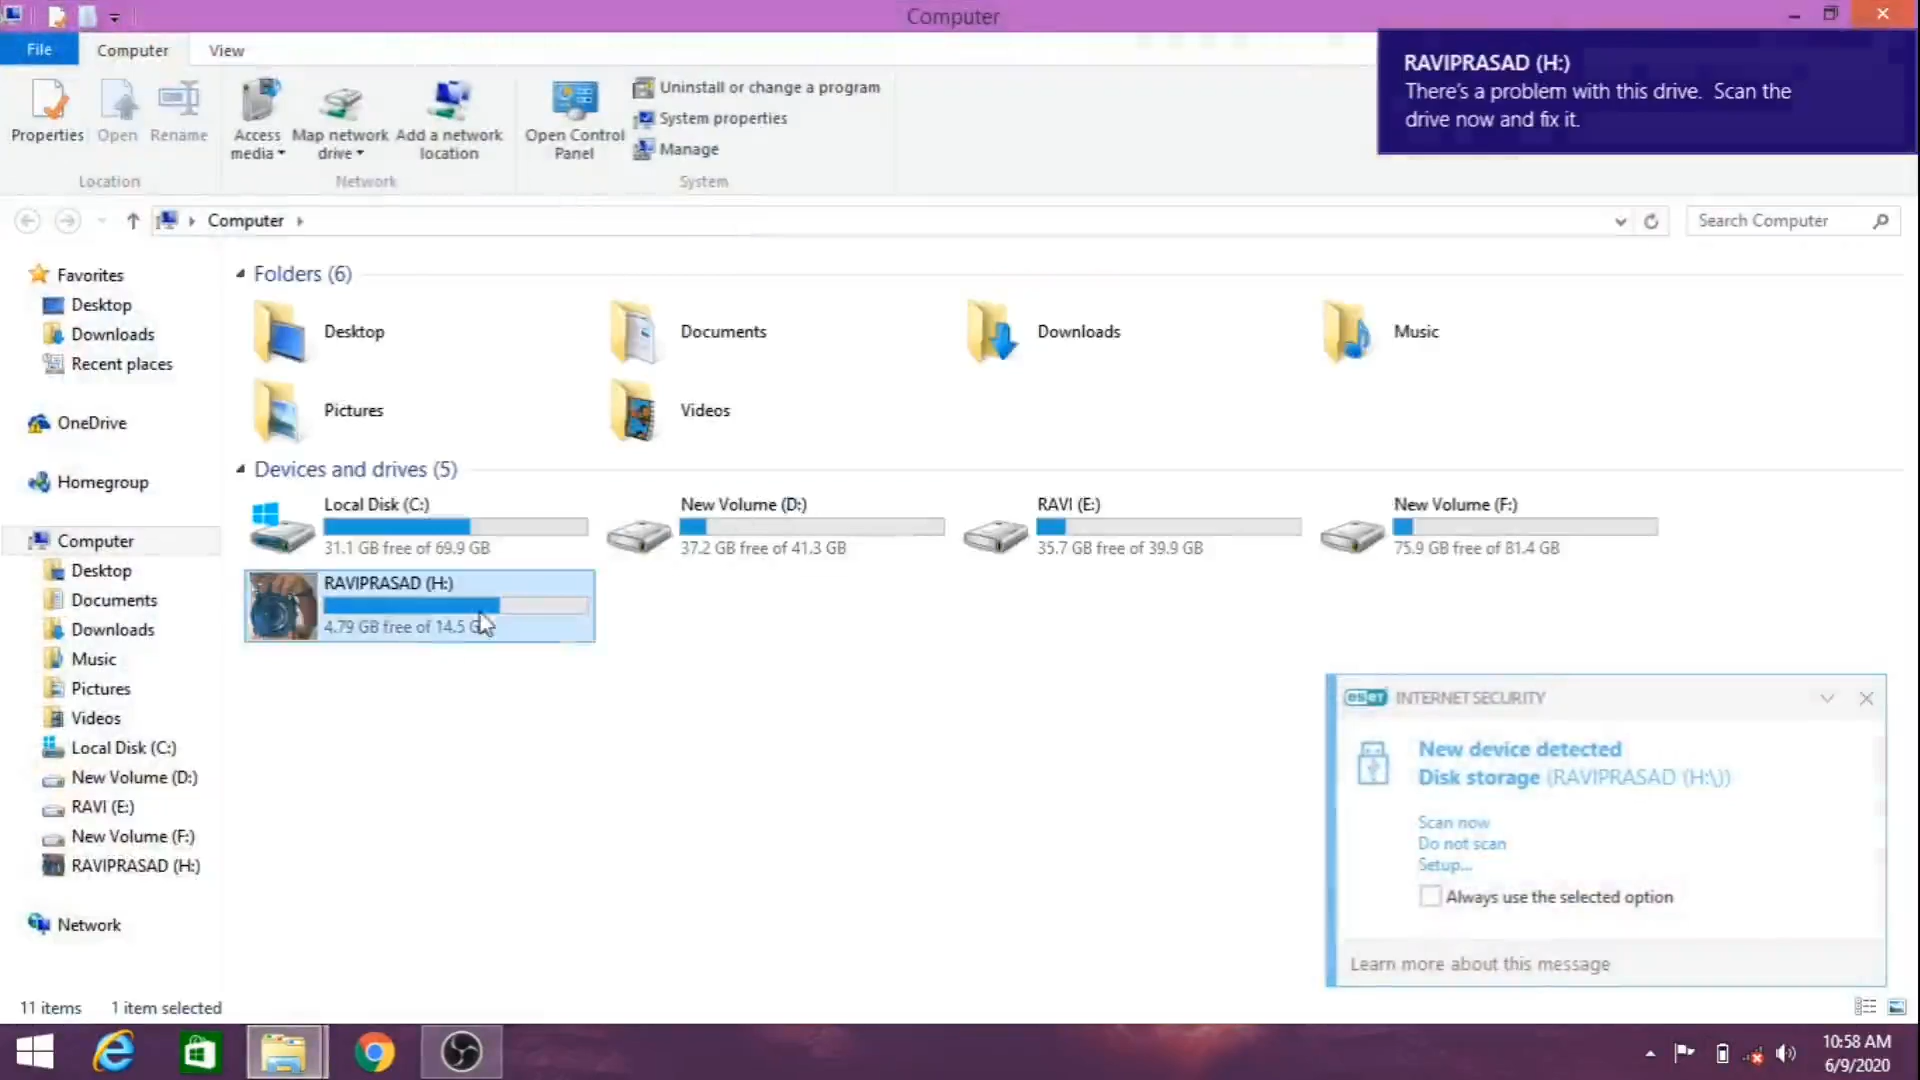 Computer
File
Computer
View
RAVIPRASAD (H:)
There's a problem with this drive. Scan the
drive now and fix it.
Properties
Open
Rename
Access
media
Map network
drive
Add a network
location
Open Control
Panel
Uninstall or change a program
System properties
Manage
Location
Network
System
Computer
Search Computer
Favorites
Desktop
Downloads
Recent places
OneDrive
Homegroup
Computer
Desktop
Documents
Downloads
Music
Pictures
Videos
Local Disk (C:)
New Volume (D:)
RAVI (E:)
New Volume (F:)
RAVIPRASAD (H:)
Network
Folders (6)
Desktop
Documents
Downloads
Music
Pictures
Videos
Devices and drives (5)
Local Disk (C:)
31.1 GB free of 69.9 GB
New Volume (D:)
37.2 GB free of 41.3 GB
RAVI (E:)
35.7 GB free of 39.9 GB
New Volume (F:)
75.9 GB free of 81.4 GB
RAVIPRASAD (H:)
4.79 GB free of 14.5
eset INTERNET SECURITY
New device detected
Disk storage (RAVIPRASAD (H:\))
Scan now
Do not scan
Setup...
Always use the selected option
Learn more about this message
11 items
1 item selected
10:58 AM
6/9/2020